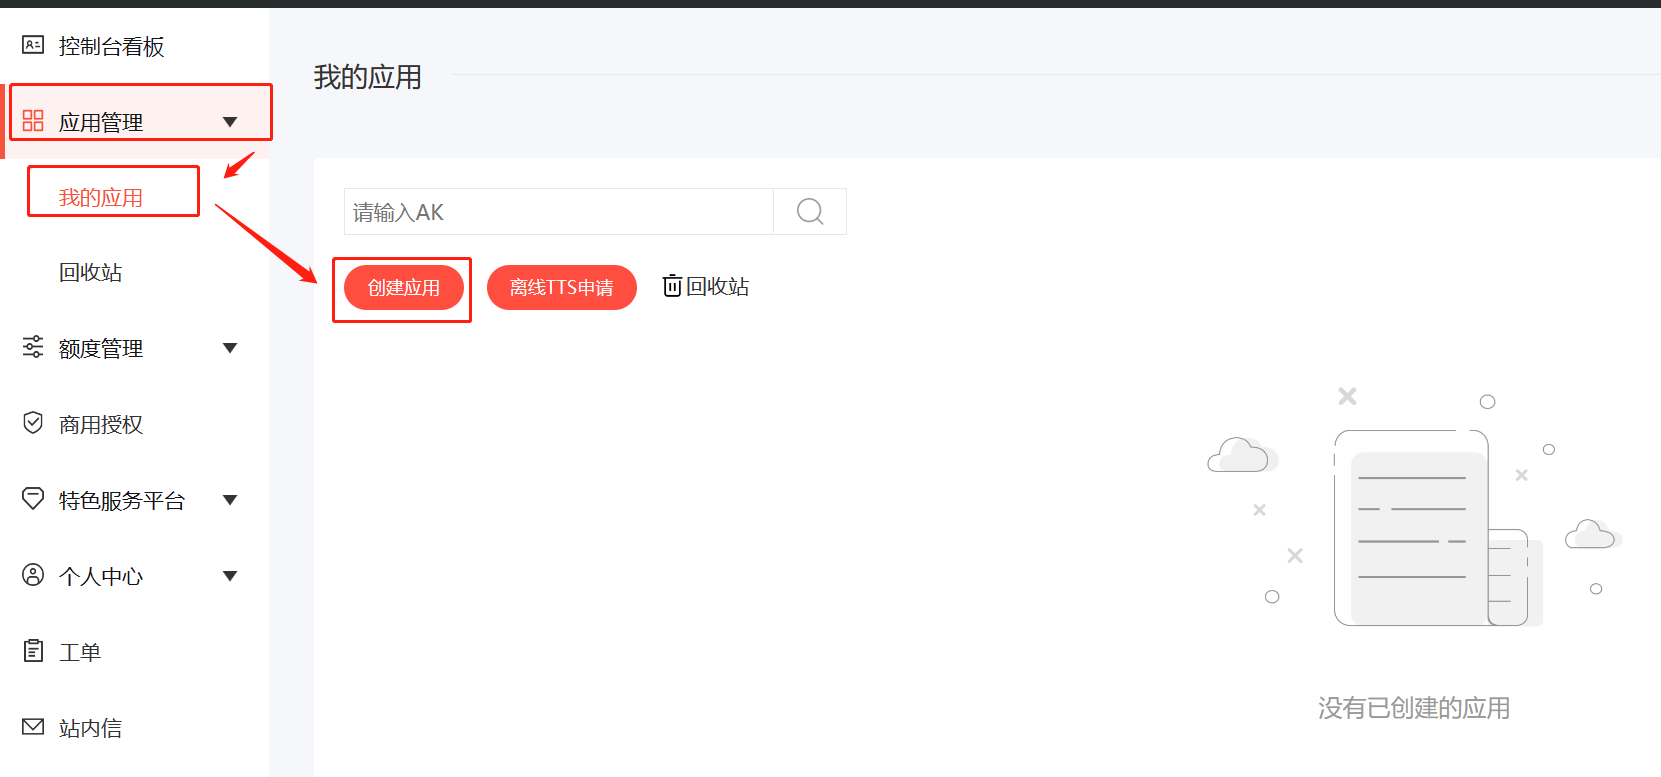 控制台看板
应用管理
我的应用
回收站
额度管理
商用授权
特色服务平台
个人中心
工单
站内信
我的应用
请输入AK
创建应用 离线TTS申请 回收站
没有已创建的应用